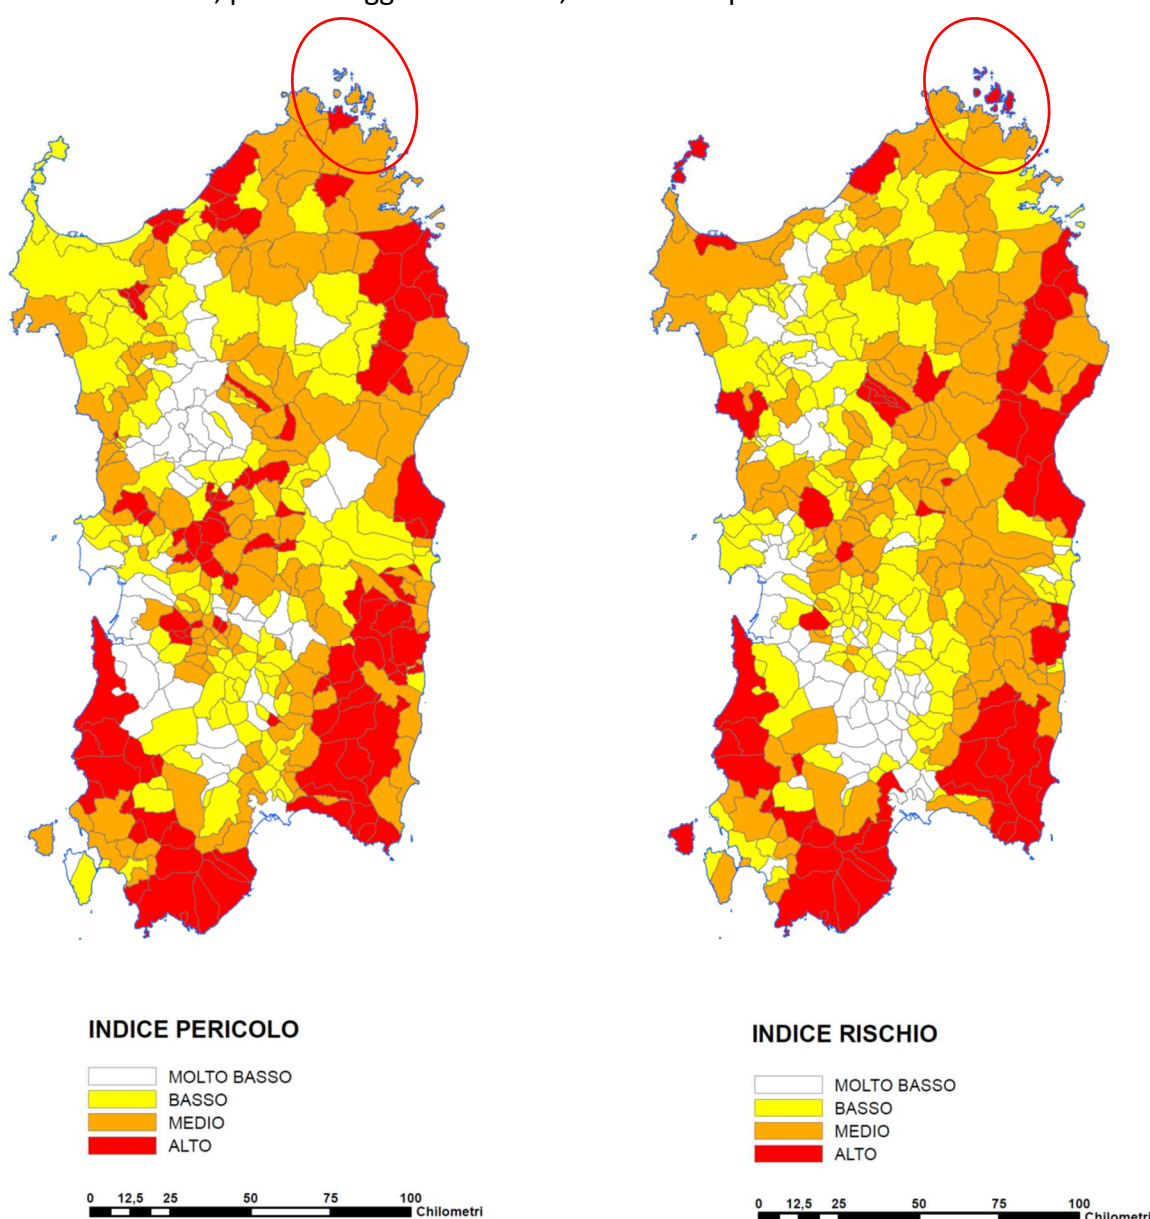 INDICE PERICOLO
MOLTO BASSO
BASSO
MEDIO
ALTO
0 12,5 25 50 75 100
Chilometri
INDICE RISCHIO
MOLTO BASSO
BASSO
MEDIO
ALTO
0 12,5 25 50 75 100
Chilometri